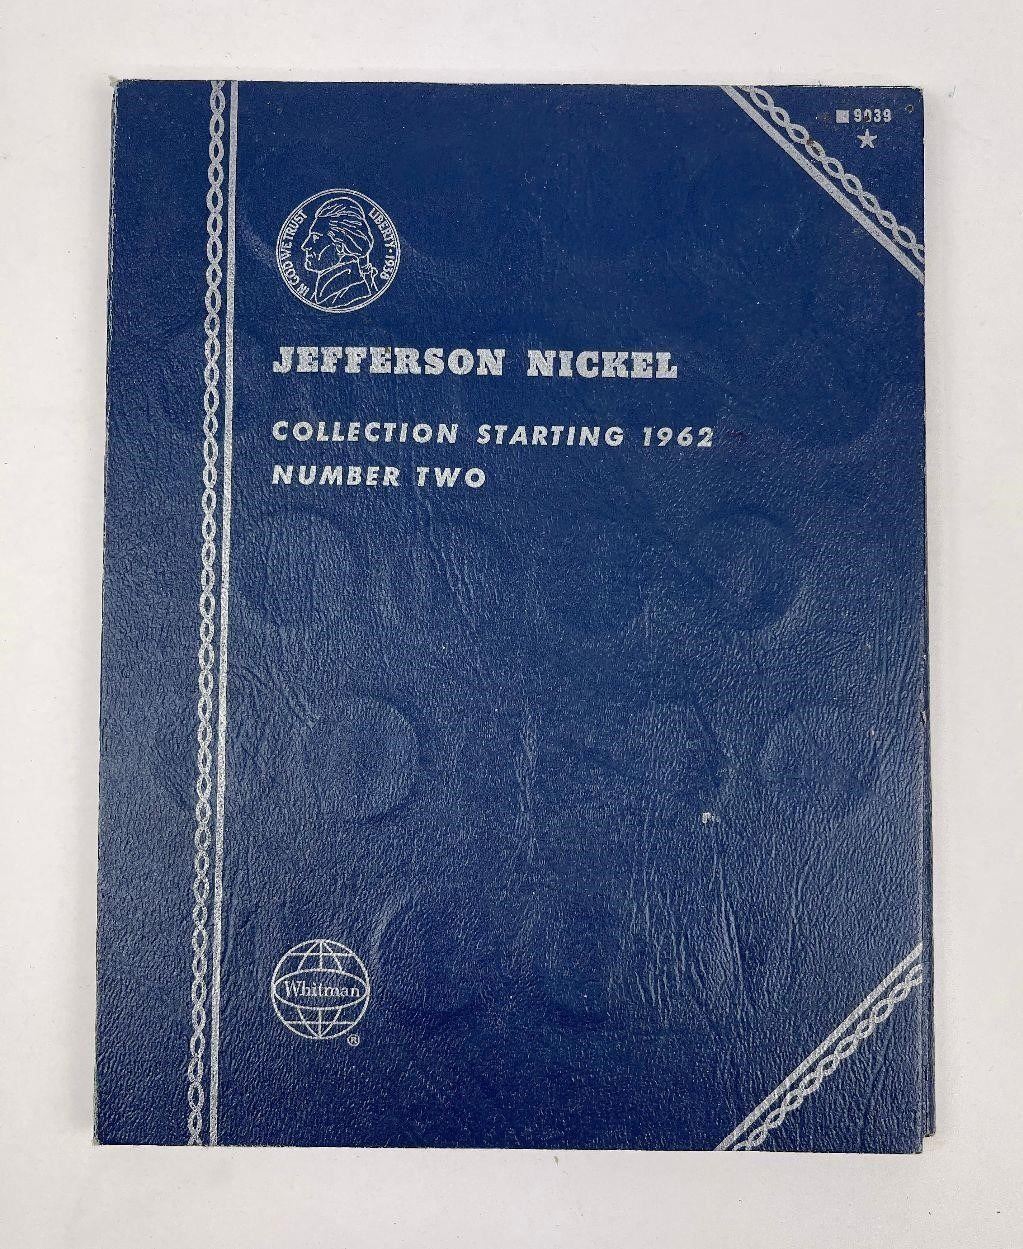 9039
IN GOD WE TRUST
LIBERTY · 1938
JEFFERSON NICKEL
COLLECTION STARTING 1962
NUMBER TWO
Whitman
®